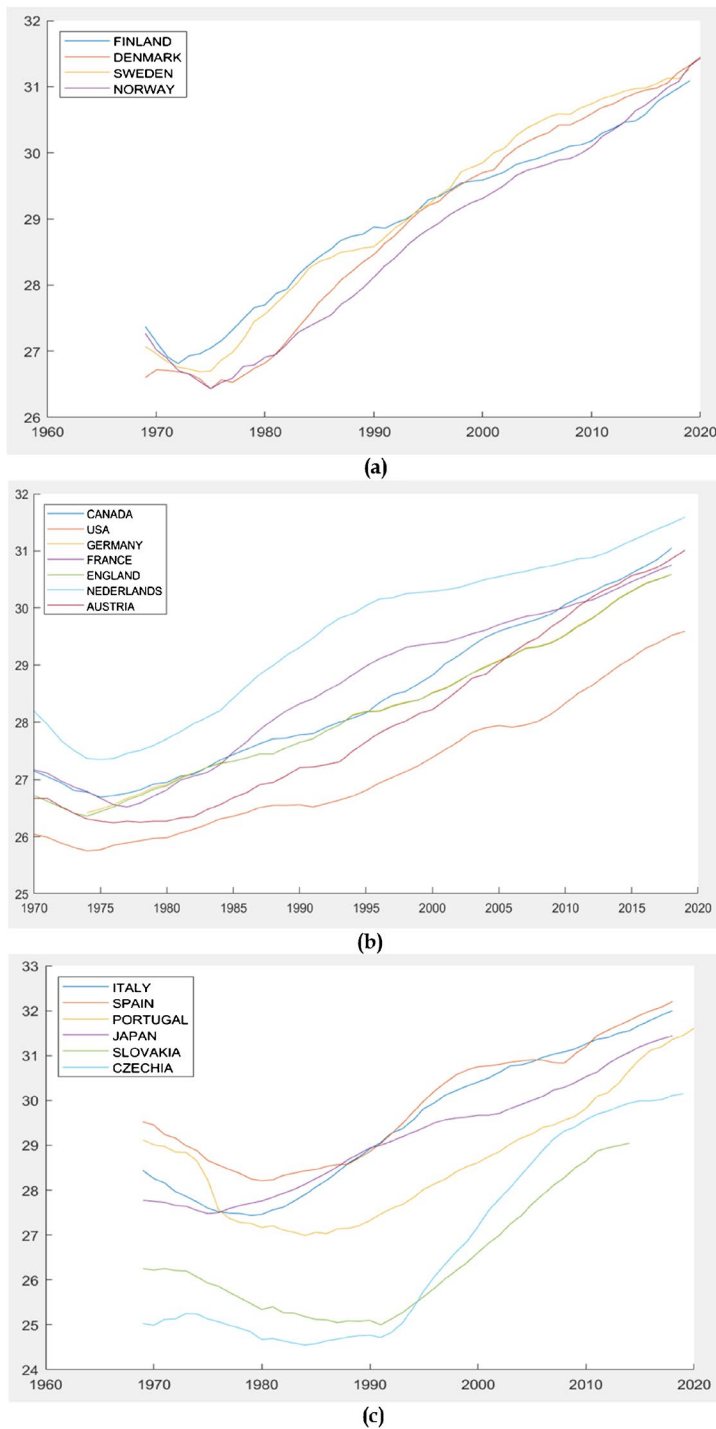 32
31
30
29
28
27
26
FINLAND
DENMARK
SWEDEN
NORWAY
1960 1970 1980 1990 2000 2010 2020
(a)
32
31
30
29
28
27
26
25
CANADA
USA
GERMANY
FRANCE
ENGLAND
NEDERLANDS
AUSTRIA
1970 1975 1980 1985 1990 1995 2000 2005 2010 2015 2020
(b)
33
32
31
30
29
28
27
26
25
24
ITALY
SPAIN
PORTUGAL
JAPAN
SLOVAKIA
CZECHIA
1960 1970 1980 1990 2000 2010 2020
(c)